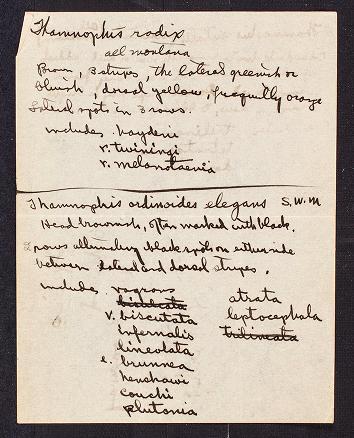 Thamnophis radix
all montana
Brown, 3 stripes, the lateral greenish or
bluish, dorsal yellow, frequently orange
Lateral spots in 3 rows.
includes haydeni
v. twiningi
v. melanotaenia
Thamnophis ordinoides elegans S.W.M
Head brownish, often marked with black.
2 rows alternating black spots on either side
between lateral and dorsal stripes.
includes vagrans
biscutata atrata
v. biscutata leptocephala
infernalis trilineata
lineolata
e. brunnea
henshawi
couchi
plutonia